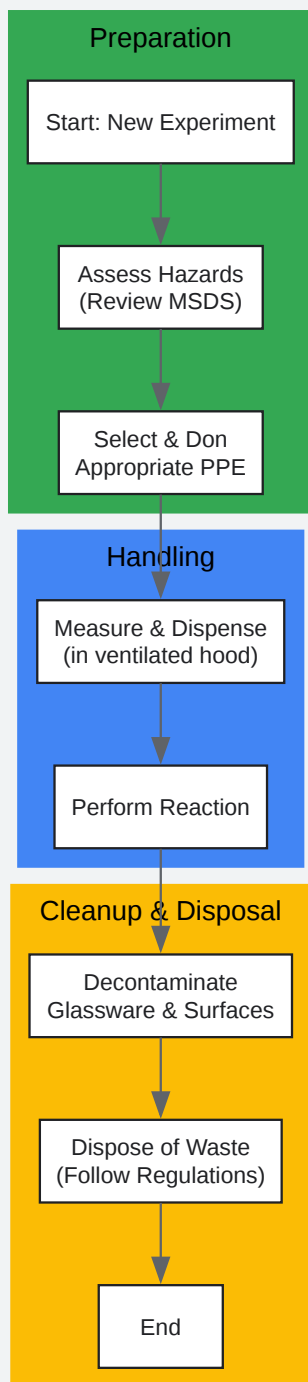 Preparation
Start: New Experiment
Assess Hazards
(Review MSDS)
Select & Don
Appropriate PPE
Handling
Measure & Dispense
(in ventilated hood)
Perform Reaction
Cleanup & Disposal
Decontaminate
Glassware & Surfaces
Dispose of Waste
(Follow Regulations)
End